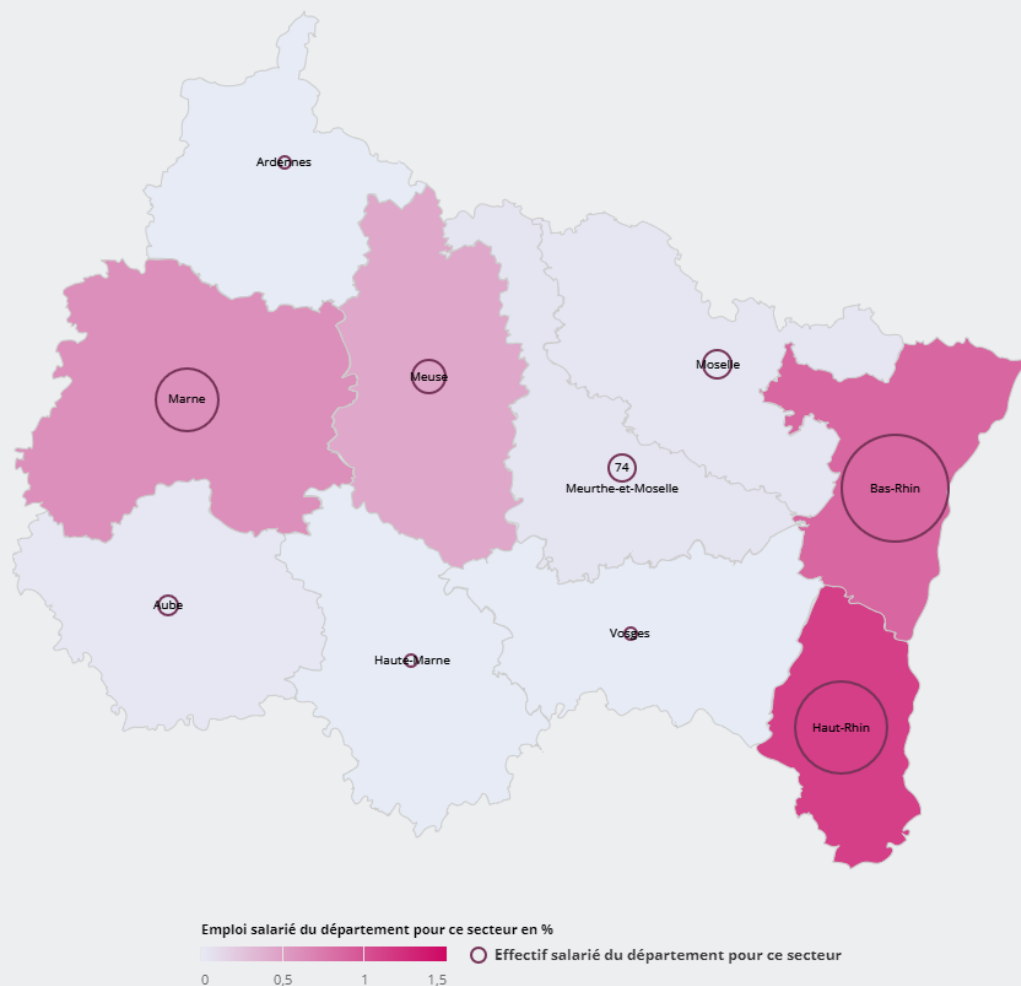 Ardennes
Moselle
Meuse
Marne
74
Meurthe-et-Moselle
Bas-Rhin
Aube
Vosges
Haute-Marne
Haut-Rhin
Emploi salarié du département pour ce secteur en %
Effectif salarié du département pour ce secteur
0 0,5 1 1,5